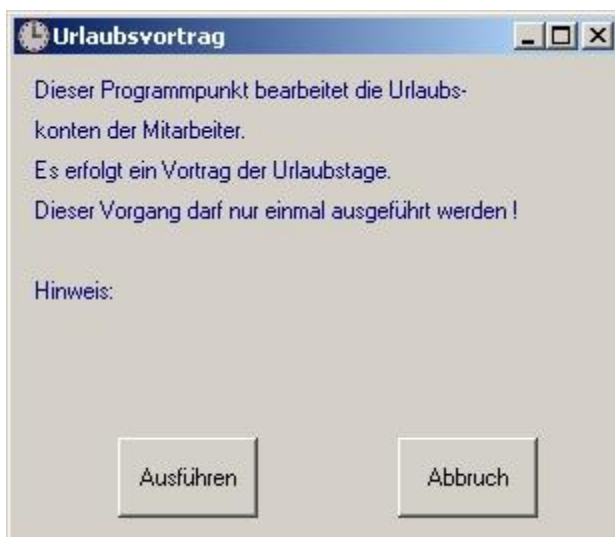 Urlaubsvortrag
Dieser Programmpunkt bearbeitet die Urlaubs-
konten der Mitarbeiter.
Es erfolgt ein Vortrag der Urlaubstage.
Dieser Vorgang darf nur einmal ausgeführt werden !
Hinweis:
Ausführen
Abbruch